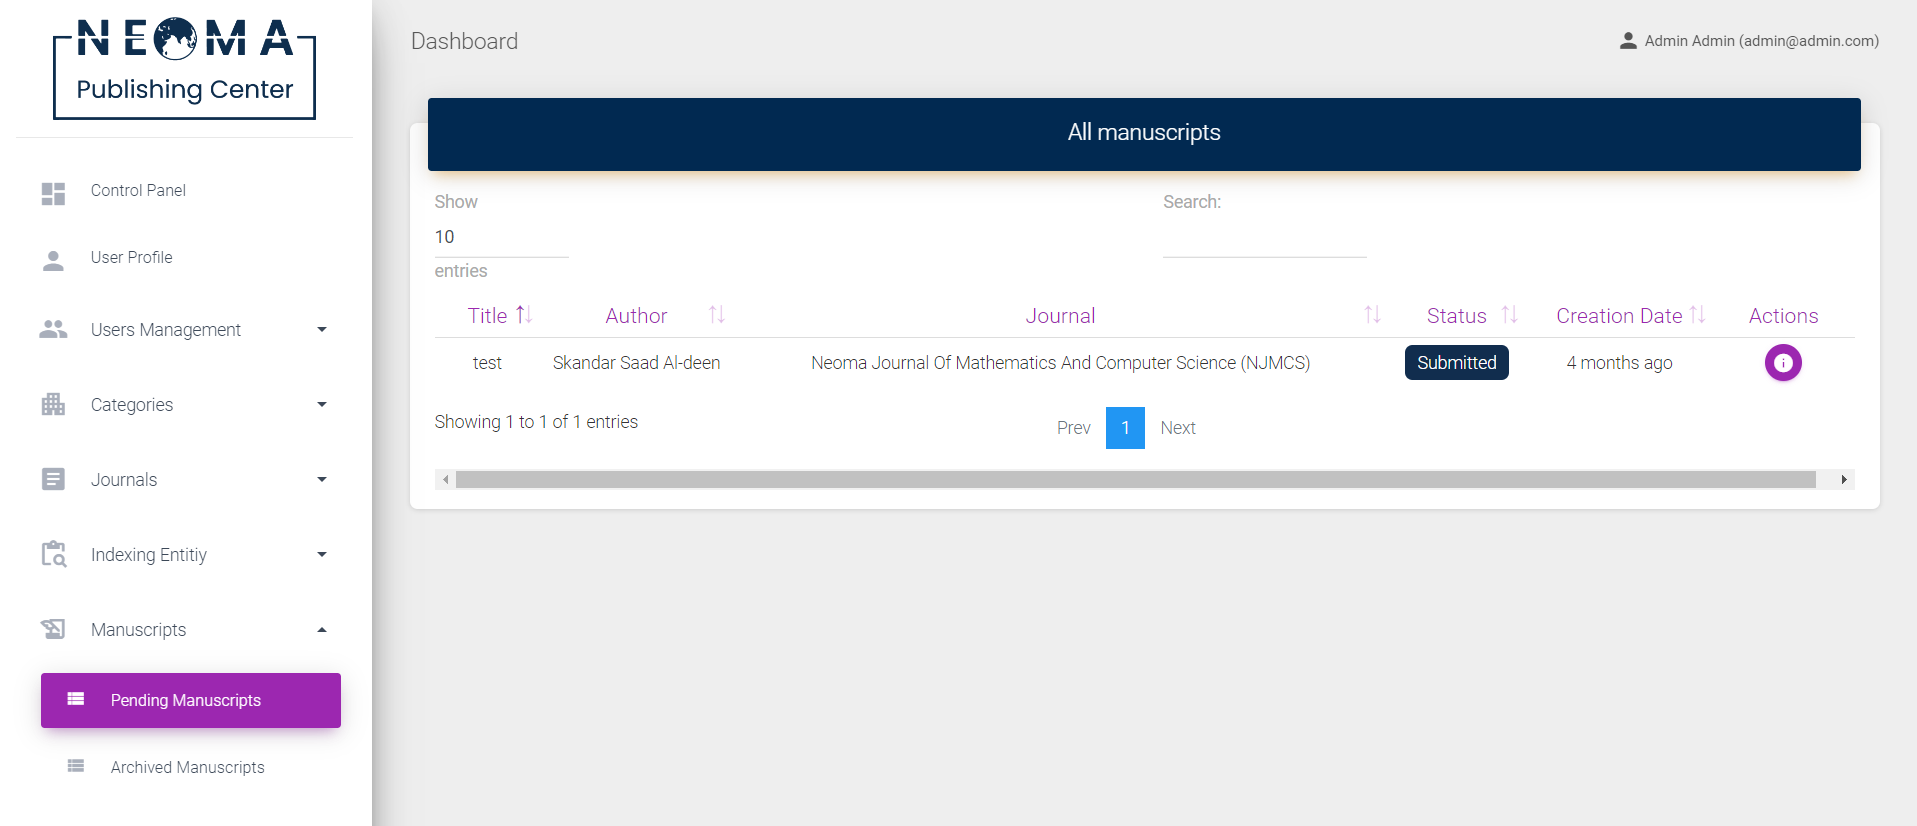 NEOMA
Publishing Center
Control Panel
User Profile
Users Management
Categories
Journals
Indexing Entitiy
Manuscripts
Pending Manuscripts
Archived Manuscripts
Dashboard
Admin Admin (admin@admin.com)
All manuscripts
Show
10
entries
Search:
Title Author Journal Status Creation Date Actions
test Skandar Saad Al-deen Neoma Journal Of Mathematics And Computer Science (NJMCS) Submitted 4 months ago
Showing 1 to 1 of 1 entries
Prev 1 Next